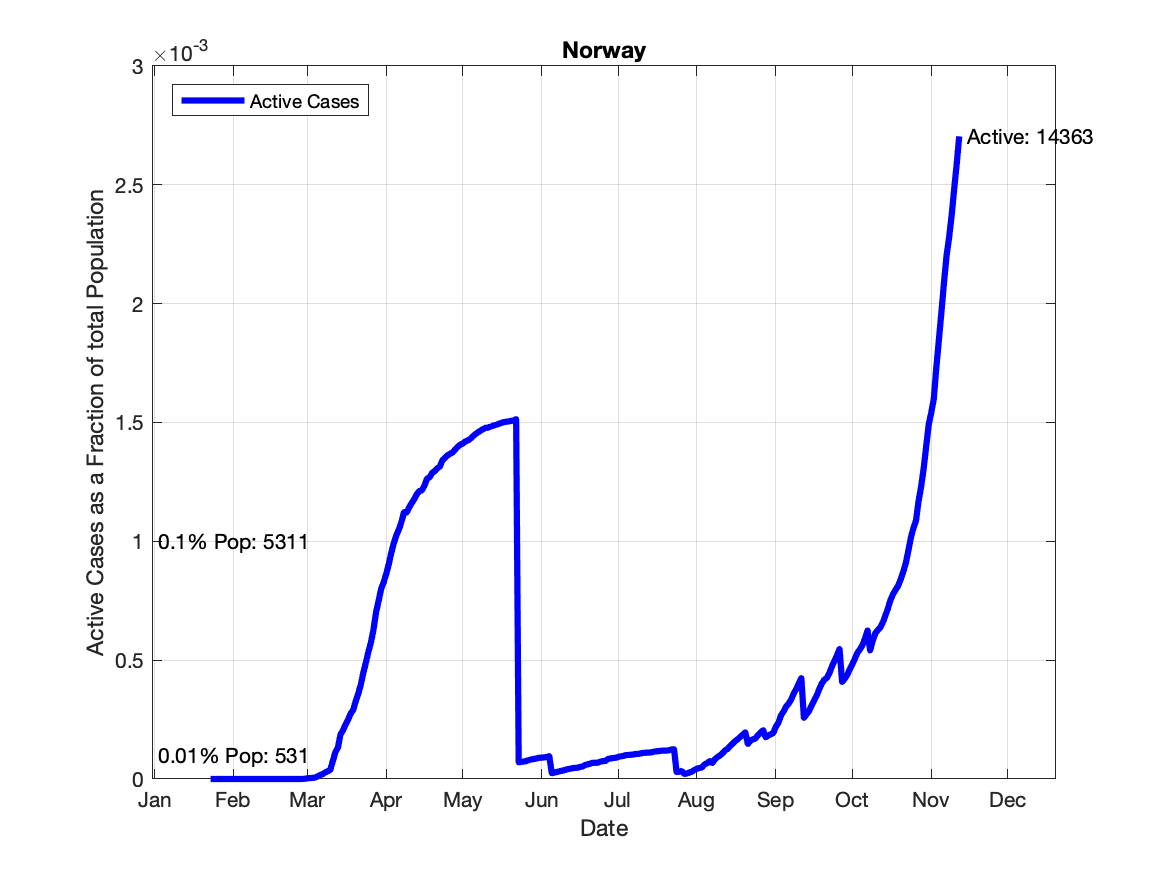 Norway
×10-3
3
Active Cases
Active: 14363
2.5
2
1.5
0.1% Pop: 5311
1
0.5
0.01% Pop: 531
0
Active Cases as a Fraction of total Population
Jan Feb Mar Apr May Jun Jul Aug Sep Oct Nov Dec
Date